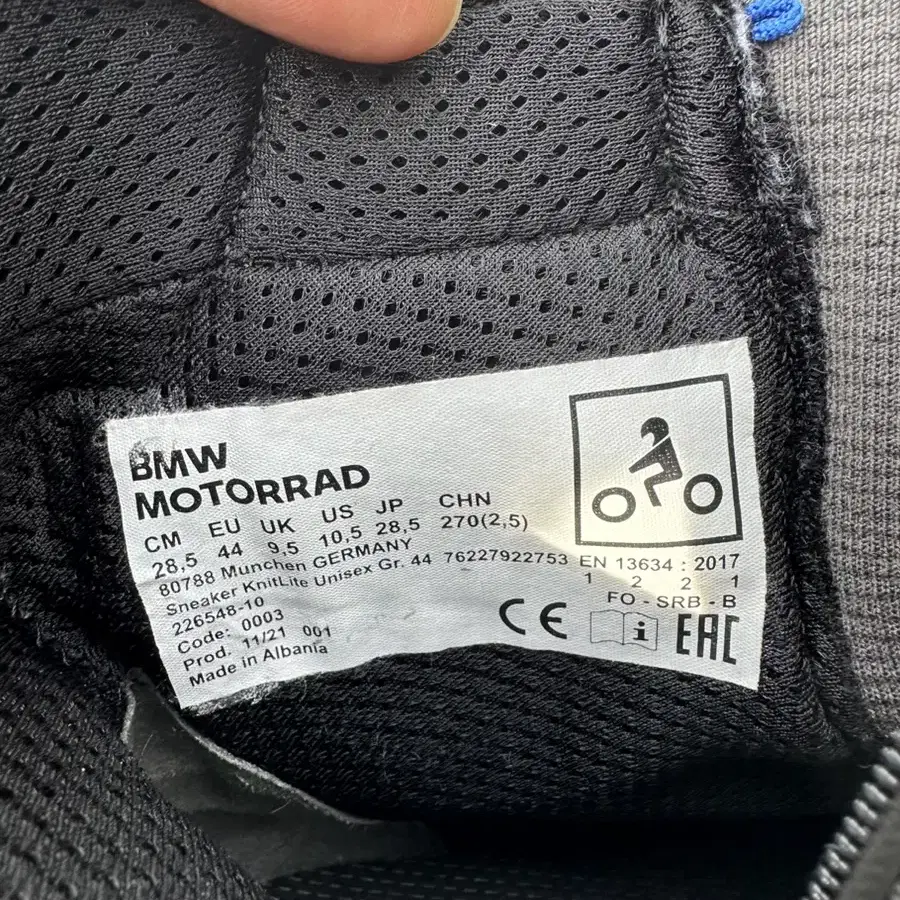 BMW
MOTORRAD
CM EU UK US JP CHN
28,5 44 9,5 10,5 28,5 270(2,5)
80788 Munchen GERMANY
Sneaker KnitLite Unisex Gr. 44 76227922753
226548-10
Code: 0003
Prod. 11/21 001
Made in Albania
EN 13634 : 2017
1 2 2 1
FO - SRB - B
CE i EAC